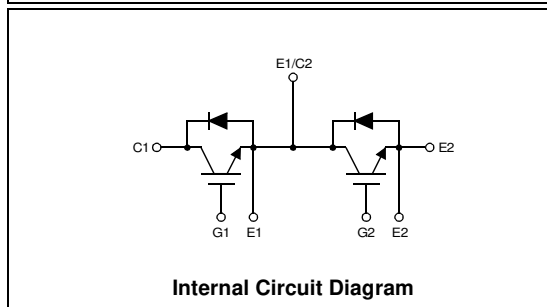 E1/C2
C1 E2
G1 E1 G2 E2
Internal Circuit Diagram